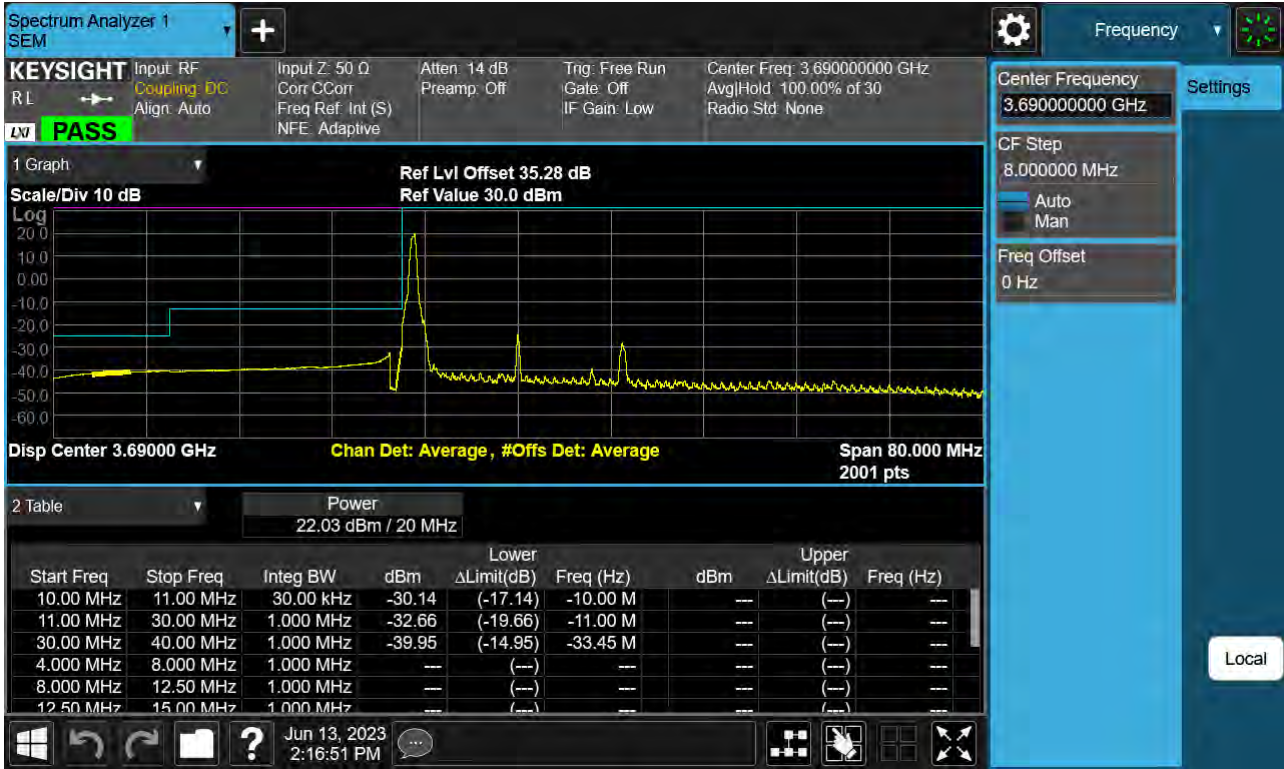 Spectrum Analyzer 1
SEM
Frequency
KEYSIGHT
R L
LXI
PASS
Input: RF
Coupling: DC
Align: Auto
Input Z: 50 Ω
Corr CCorr
Freq Ref: Int (S)
NFE: Adaptive
Atten: 14 dB
Preamp: Off
Trig: Free Run
Gate: Off
IF Gain: Low
Center Freq: 3.690000000 GHz
Avg|Hold: 100.00% of 30
Radio Std: None
1 Graph
Scale/Div 10 dB
Ref Lvl Offset 35.28 dB
Ref Value 30.0 dBm
Log
20.0
10.0
0.00
-10.0
-20.0
-30.0
-40.0
-50.0
-60.0
Disp Center 3.69000 GHz
Chan Det: Average , #Offs Det: Average
Span 80.000 MHz
2001 pts
2 Table
Power
22.03 dBm / 20 MHz
Lower Upper
Start Freq Stop Freq Integ BW dBm ΔLimit(dB) Freq (Hz) dBm ΔLimit(dB) Freq (Hz)
10.00 MHz 11.00 MHz 30.00 kHz -30.14 (-17.14) -10.00 M --- (---) ---
11.00 MHz 30.00 MHz 1.000 MHz -32.66 (-19.66) -11.00 M --- (---) ---
30.00 MHz 40.00 MHz 1.000 MHz -39.95 (-14.95) -33.45 M --- (---) ---
4.000 MHz 8.000 MHz 1.000 MHz --- (---) --- --- (---) ---
8.000 MHz 12.50 MHz 1.000 MHz --- (---) --- --- (---) ---
12.50 MHz 15.00 MHz 1.000 MHz --- (---) --- --- (---) ---
Jun 13, 2023
2:16:51 PM
Center Frequency
3.690000000 GHz
CF Step
8.000000 MHz
Auto
Man
Freq Offset
0 Hz
Settings
Local